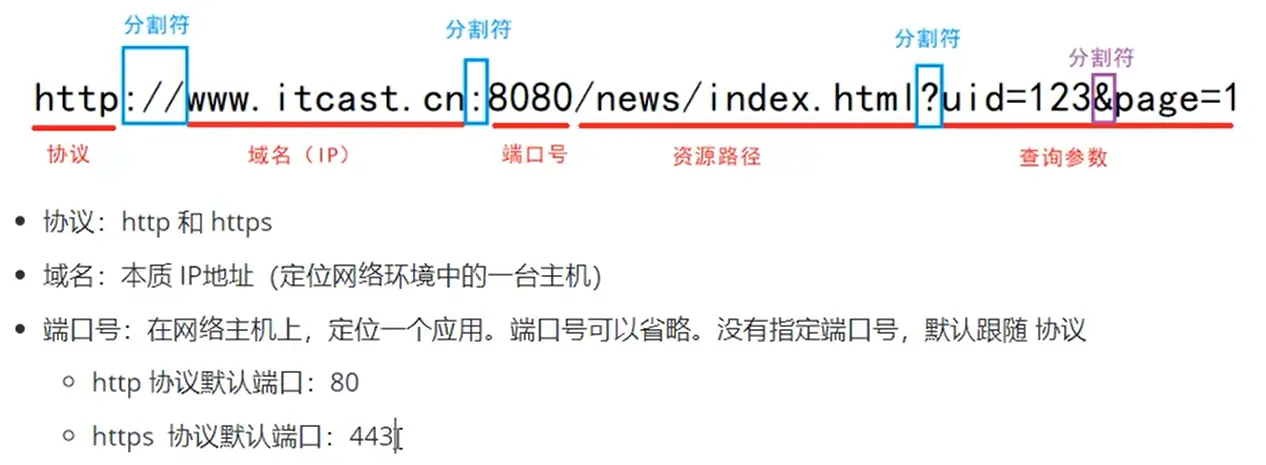 分割符
分割符
分割符
分割符
http://www.itcast.cn:8080/news/index.html?uid=123&page=1
协议 域名（IP） 端口号 资源路径 查询参数
• 协议：http 和 https
• 域名：本质 IP地址（定位网络环境中的一台主机）
• 端口号：在网络主机上，定位一个应用。端口号可以省略。没有指定端口号，默认跟随 协议
○ http 协议默认端口：80
○ https 协议默认端口：443